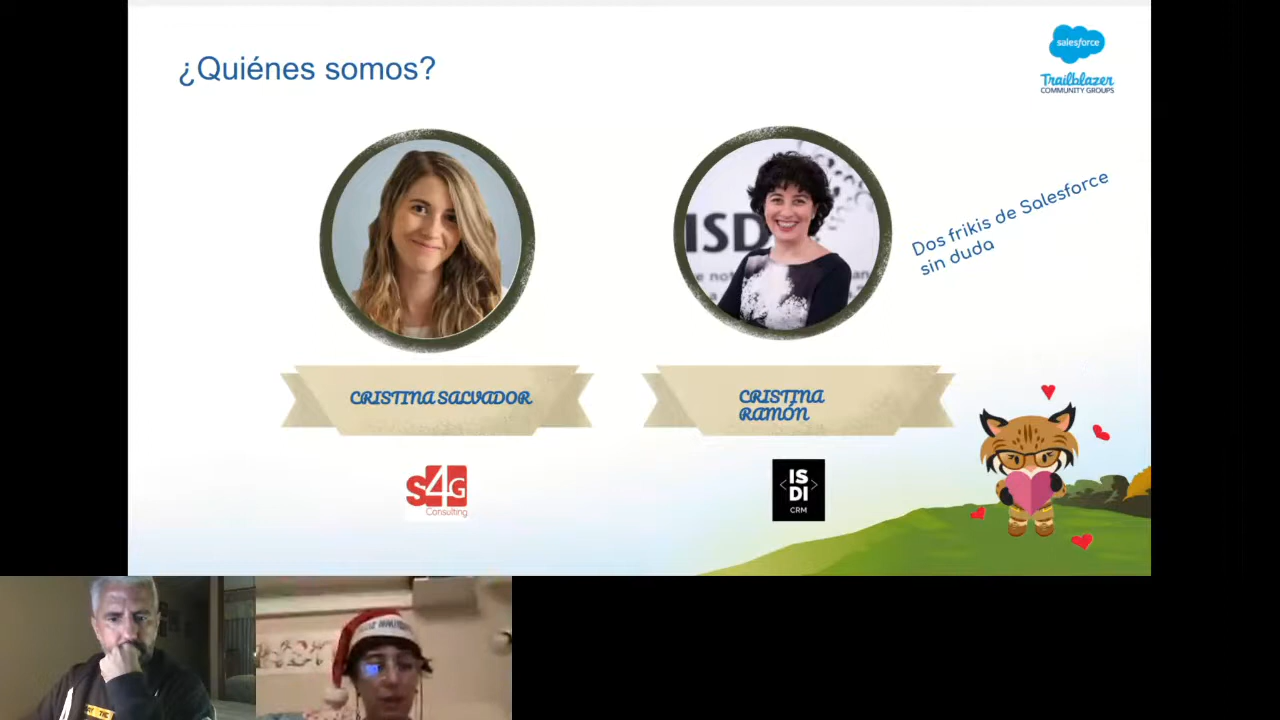 ¿Quiénes somos?
salesforce
Trailblazer
COMMUNITY GROUPS
ISD
Dos frikis de Salesforce
sin duda
CRISTINA SALVADOR
CRISTINA
RAMÓN
S4G
Consulting
IS
<DI>
CRM